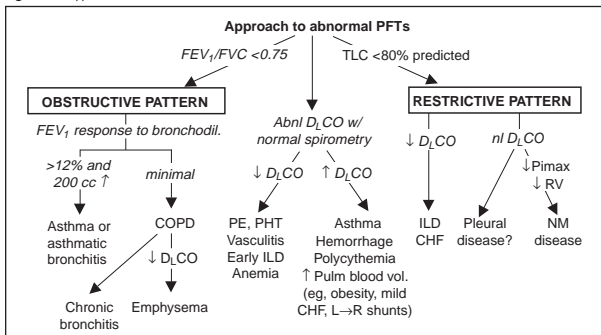 Approach to abnormal PFTs
FEV₁/FVC <0.75
TLC <80% predicted
OBSTRUCTIVE PATTERN
FEV₁ response to bronchodil.
>12% and
200 cc ↑
minimal
Asthma or
asthmatic
bronchitis
COPD
↓ DLCO
Chronic
bronchitis
Emphysema
Abnl DLCO w/
normal spirometry
↓ DLCO
↑ DLCO
PE, PHT
Vasculitis
Early ILD
Anemia
Asthma
Hemorrhage
Polycythemia
↑ Pulm blood vol.
(eg, obesity, mild
CHF, L→R shunts)
RESTRICTIVE PATTERN
↓ DLCO
nl DLCO
↓Pimax
↓ RV
ILD
CHF
Pleural
disease?
NM
disease